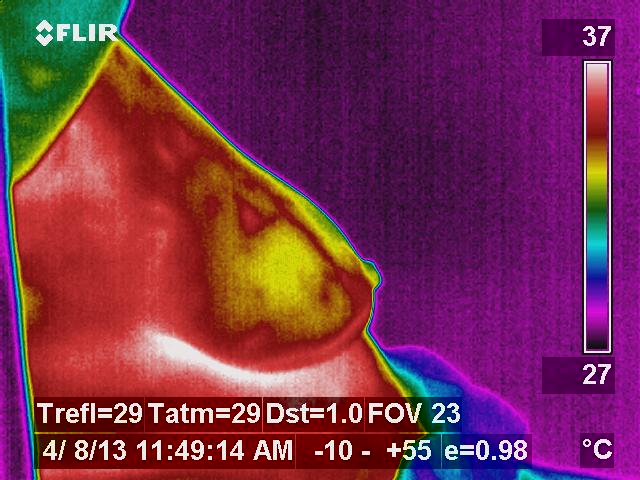 FLIR
37
27
Trefl=29 Tatm=29 Dst=1.0 FOV 23
4/ 8/13 11:49:14 AM -10 - +55 e=0.98 °C